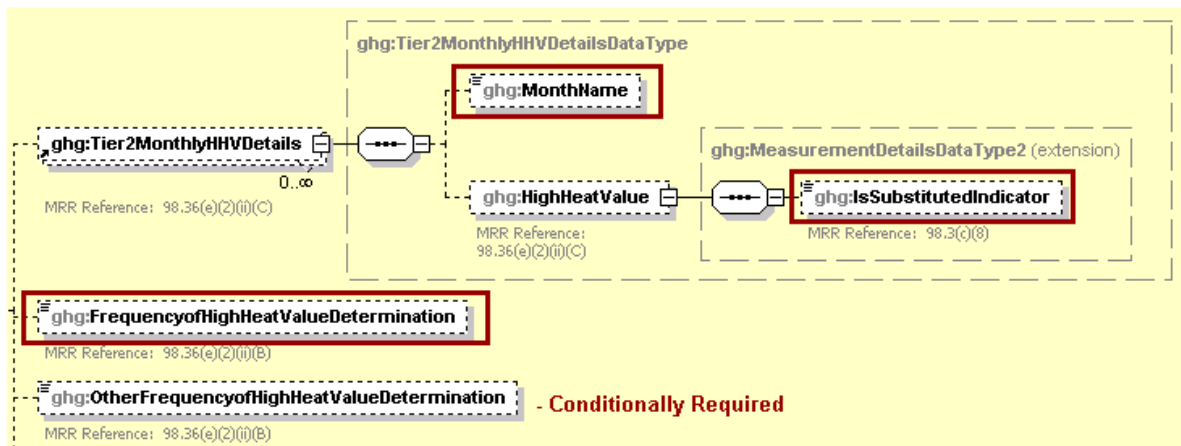 ghg:Tier2MonthlyHHVDetailsDataType
ghg:MonthName
ghg:Tier2MonthlyHHVDetails
0..∞
MRR Reference: 98.36(e)(2)(ii)(C)
ghg:MeasurementDetailsDataType2 (extension)
ghg:HighHeatValue
MRR Reference:
98.36(e)(2)(ii)(C)
ghg:IsSubstitutedIndicator
MRR Reference: 98.3(c)(8)
ghg:FrequencyofHighHeatValueDetermination
MRR Reference: 98.36(e)(2)(ii)(B)
ghg:OtherFrequencyofHighHeatValueDetermination
- Conditionally Required
MRR Reference: 98.36(e)(2)(ii)(B)